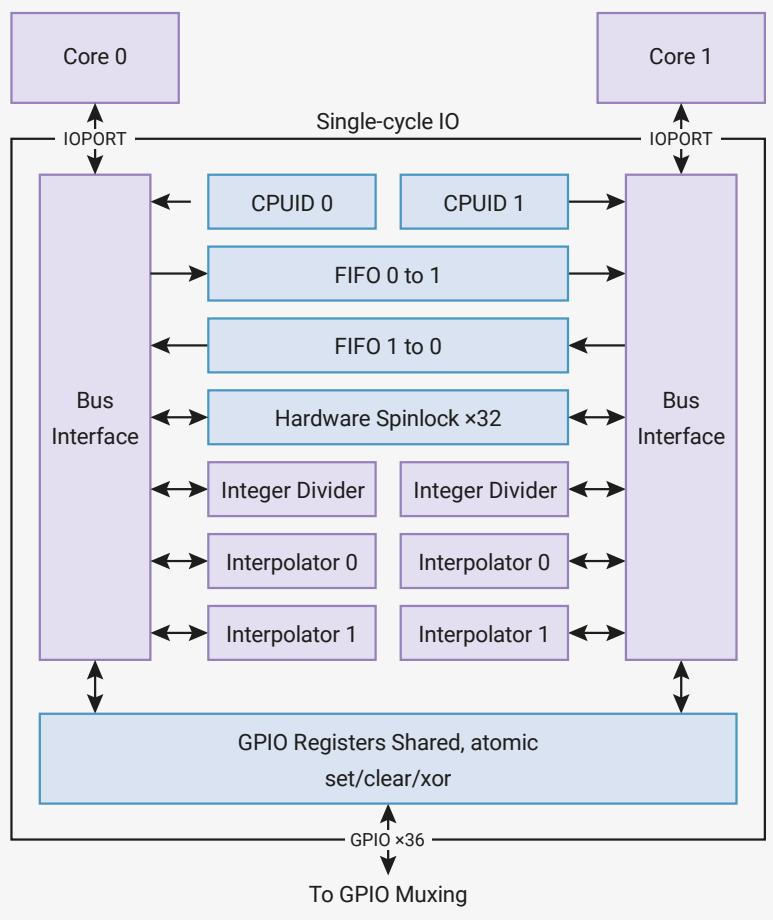 Core 0
Core 1
Single-cycle IO
IOPORT
IOPORT
CPUID 0
CPUID 1
FIFO 0 to 1
FIFO 1 to 0
Bus
Interface
Hardware Spinlock ×32
Bus
Interface
Integer Divider
Integer Divider
Interpolator 0
Interpolator 0
Interpolator 1
Interpolator 1
GPIO Registers Shared, atomic
set/clear/xor
GPIO ×36
To GPIO Muxing